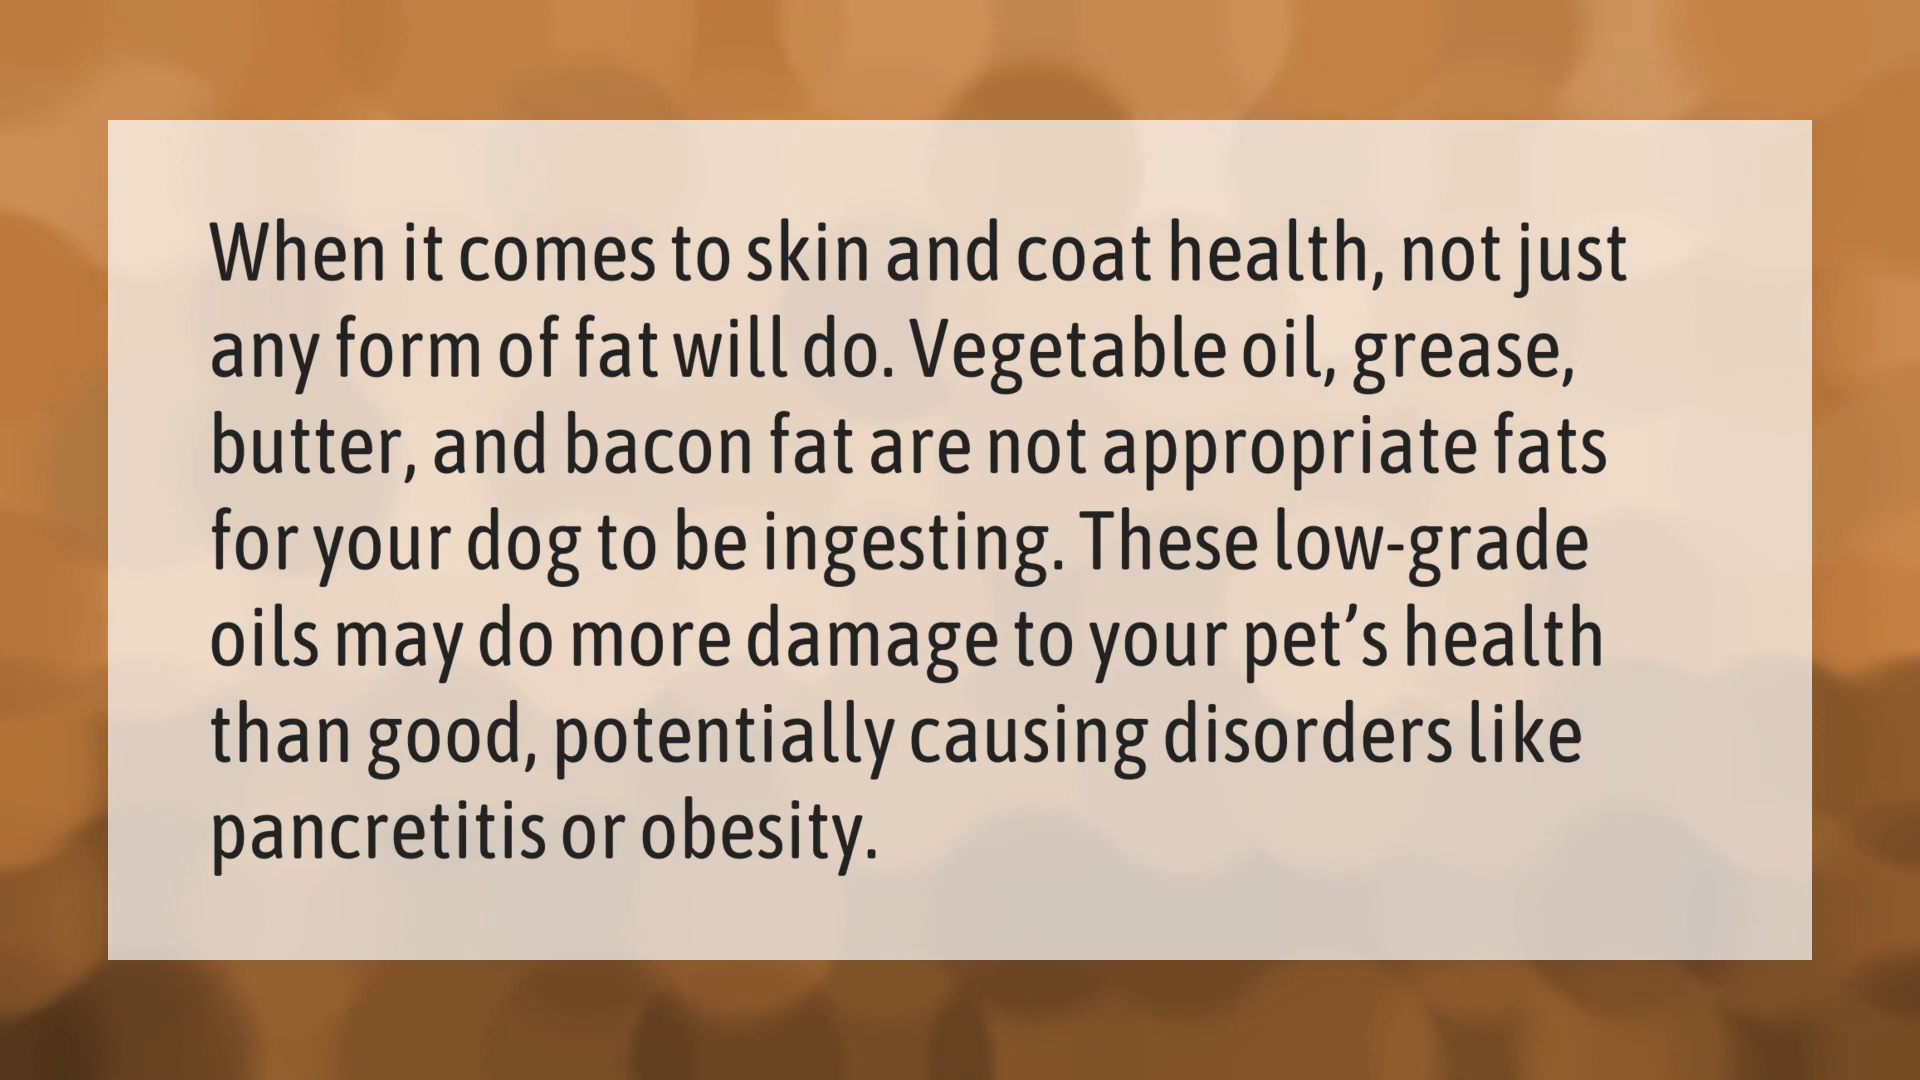 When it comes to skin and coat health, not just
any form of fat will do. Vegetable oil, grease,
butter, and bacon fat are not appropriate fats
for your dog to be ingesting. These low-grade
oils may do more damage to your pet’s health
than good, potentially causing disorders like
pancretitis or obesity.